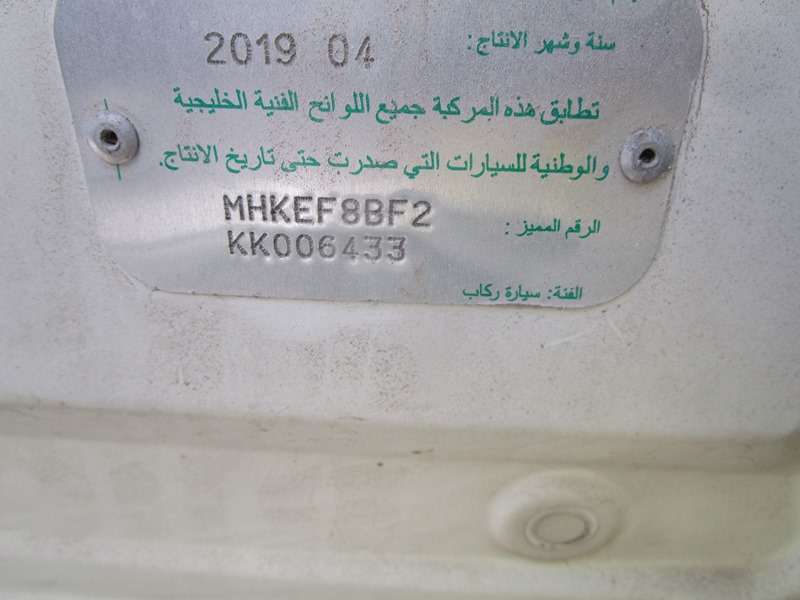 سنة وشهر الانتاج: 2019 04
تطابق هذه المركبة جميع اللوائح الفنية الخليجية
والوطنية للسيارات التي صدرت حتى تاريخ الانتاج.
الرقم المميز : MHKEF8BF2
KK006433
الفئة: سيارة ركاب